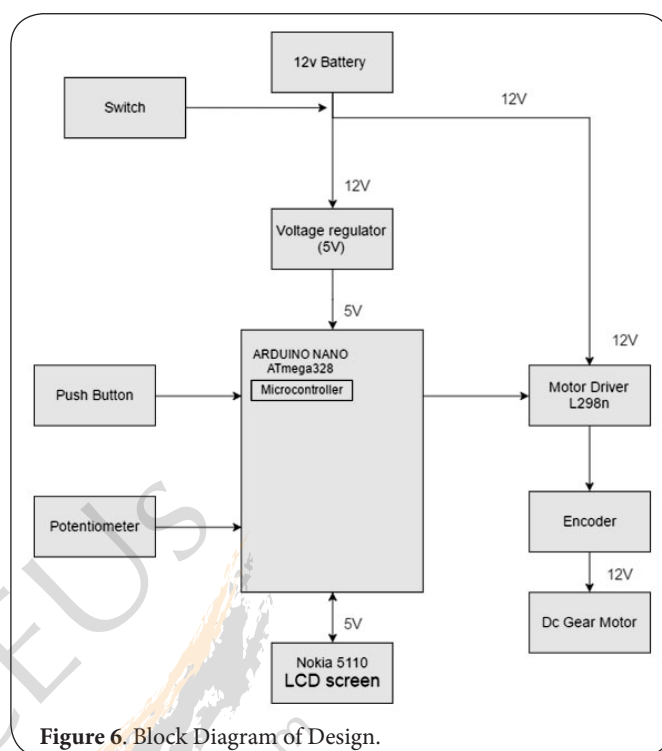 12v Battery
Switch
12V
12V
Voltage regulator
(5V)
5V
12V
ARDUINO NANO
ATmega328
Microcontroller
Push Button
Motor Driver
L298n
Potentiometer
Encoder
12V
5V
Dc Gear Motor
Nokia 5110
LCD screen
Figure 6. Block Diagram of Design.